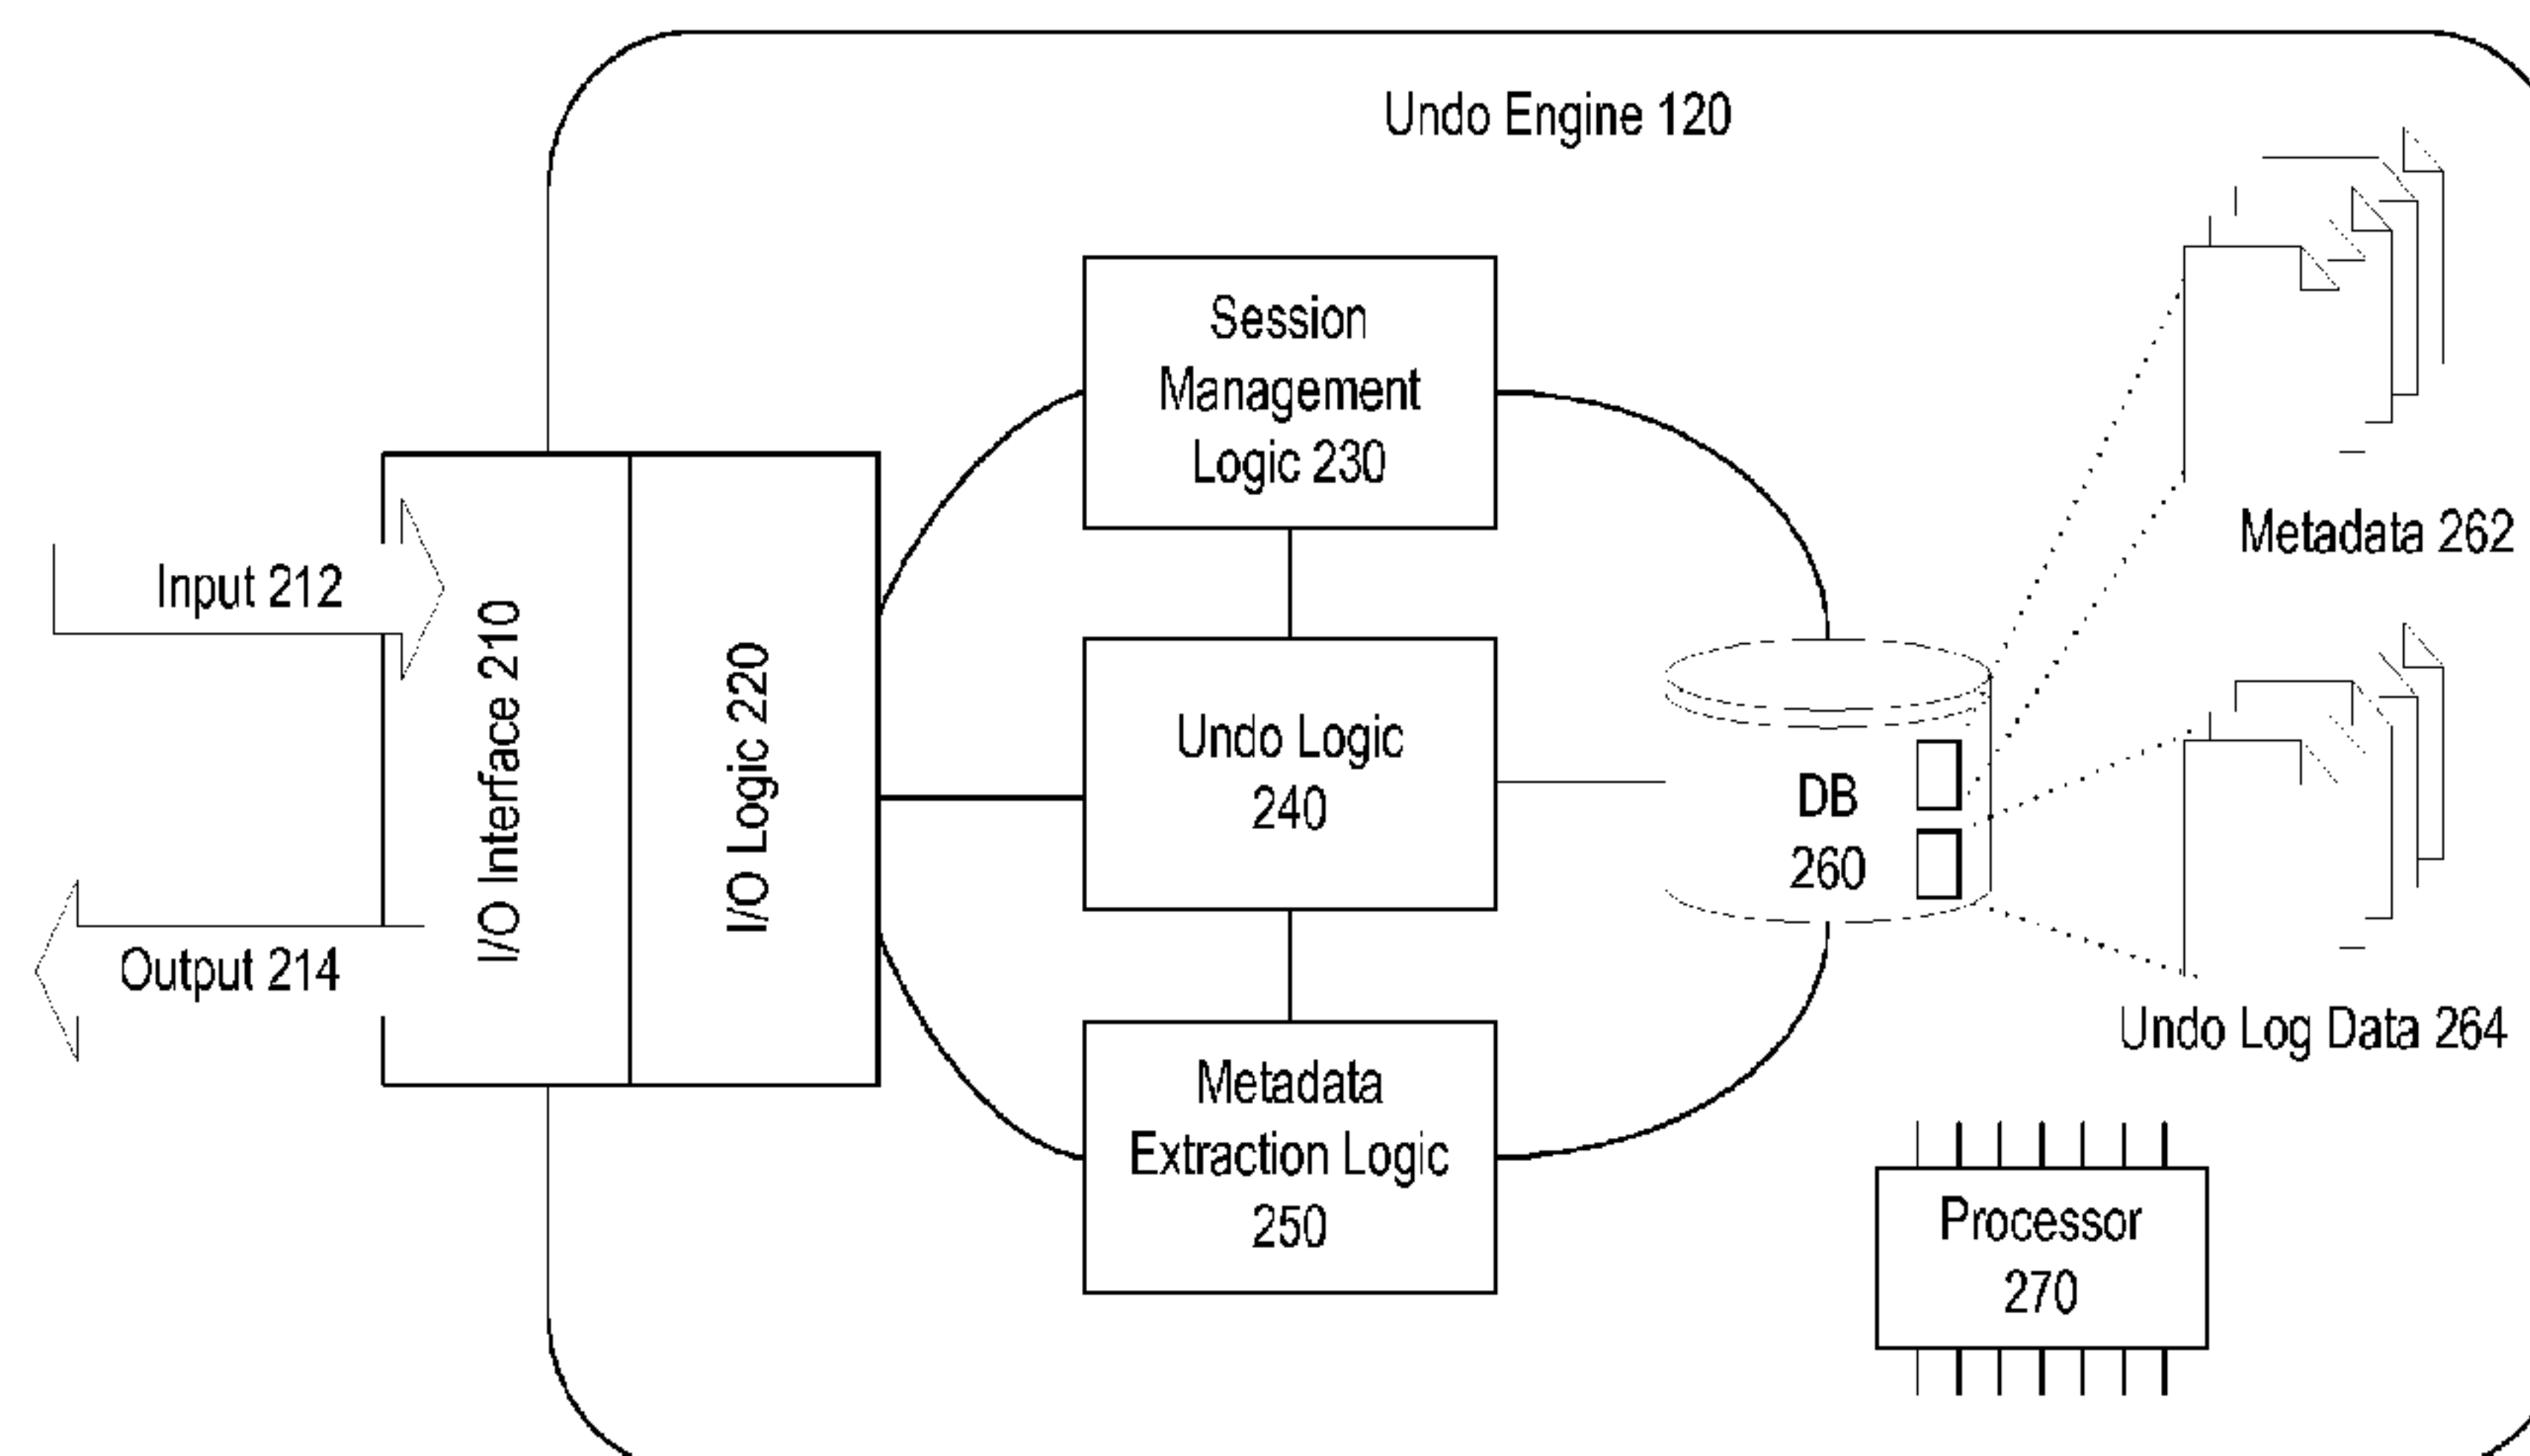 Undo Engine 120
Session
Management
Logic 230
Metadata 262
Input 212
I/O Interface 210
I/O Logic 220
Undo Logic
240
DB
260
Output 214
Undo Log Data 264
Metadata
Extraction Logic
250
Processor
270